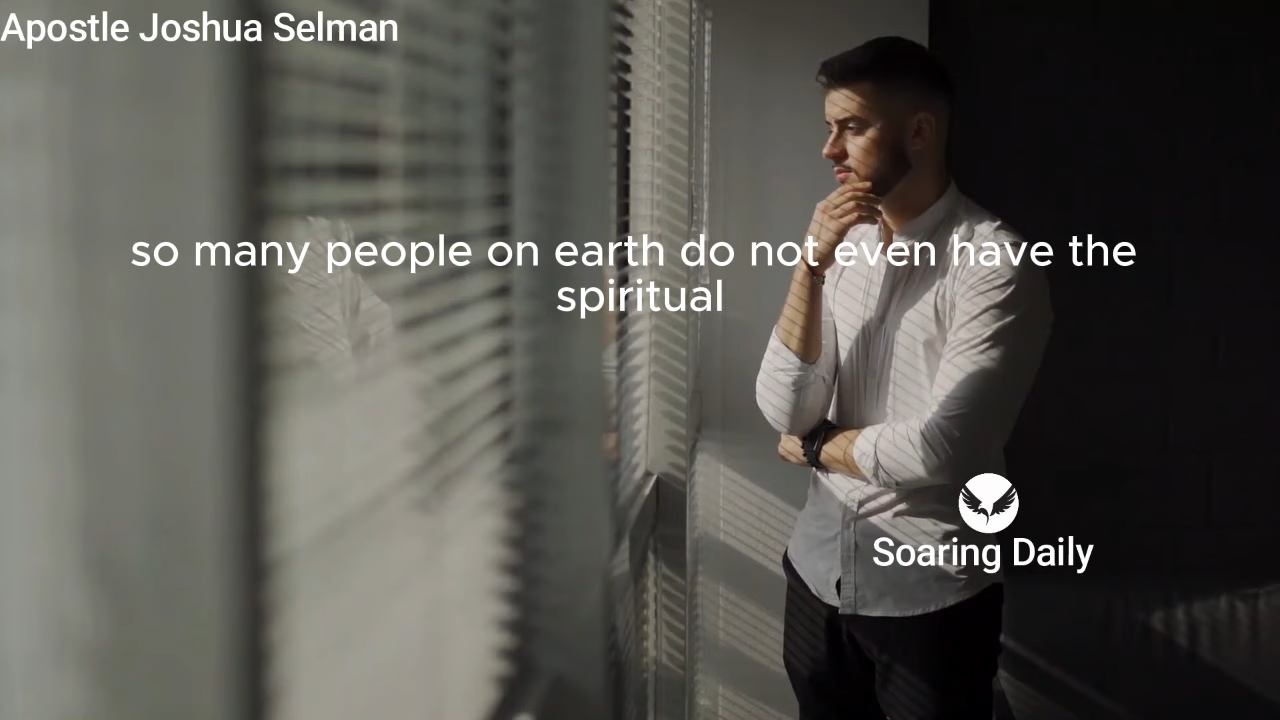 Apostle Joshua Selman
so many people on earth do not even have the
spiritual
Soaring Daily